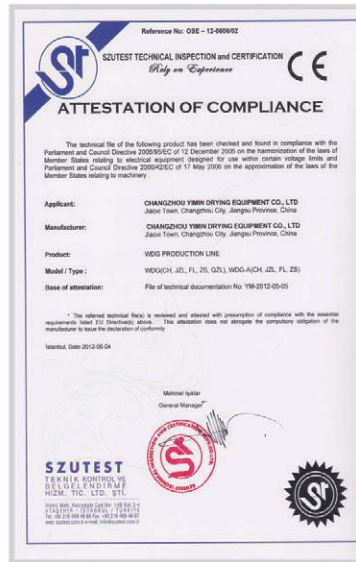 Reference No: OSE – 12-0606/02
SZUTEST TECHNICAL INSPECTION and CERTIFICATION
Rely on Experience
CE
ATTESTATION OF COMPLIANCE
The technical file of the following product has been checked and found in compliance with the
Parliament and Council Directive 2006/95/EC of 12 December 2006 on the harmonization of the laws of
Member States relating to electrical equipment designed for use within certain voltage limits and
Parliament and Council Directive 2006/42/EC of 17 May 2006 on the approximation of the laws of the
Member States relating to machinery.
Applicant: CHANGZHOU YIMIN DRYING EQUIPMENT CO., LTD
Jiaoxi Town, Changzhou City, Jiangsu Province, China
Manufacturer: CHANGZHOU YIMIN DRYING EQUIPMENT CO., LTD
Jiaoxi Town, Changzhou City, Jiangsu Province, China
Product: WDG PRODUCTION LINE
Model / Type : WDG(CH, JZL, FL, ZS, QZL), WDG-A(CH, JZL, FL, ZS)
Base of attestation: File of technical documentation No: YM-2012-05-05
* The referred technical file(s) is reviewed and attested with presumption of compliance with the essential
requirements listed EU Directive(s) above. This attestation does not abrogate the compulsory obligation of the
manufacturer to issue the declaration of conformity.
Istanbul, Date 2012-06-04
Mehmet Işıklar
General Manager
SZUTEST
TEKNİK KONTROL VE
BELGELENDİRME
HİZM. TİC. LTD. ŞTİ.
ATAŞEHİR - İSTANBUL / TÜRKİYE